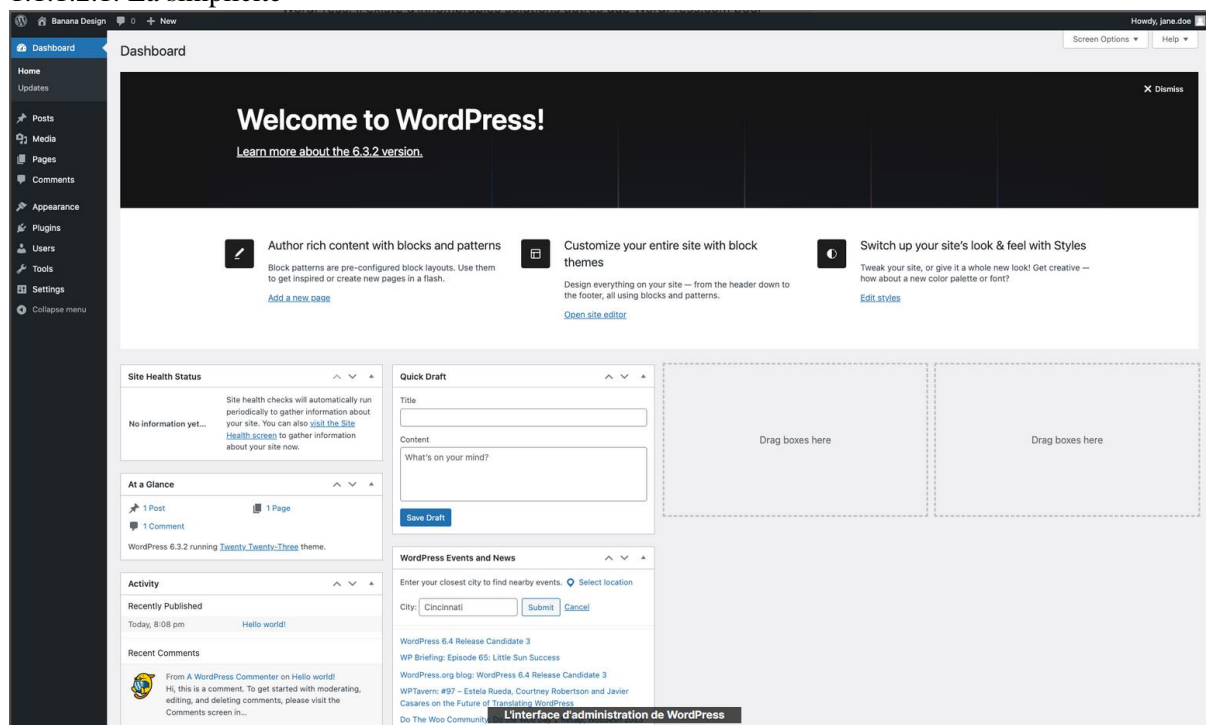 1.1.1.2.1. La simplicité
Banana Design 0 + New Howdy, jane.doe
Dashboard
Home
Updates
Posts
Media
Pages
Comments
Appearance
Plugins
Users
Tools
Settings
Collapse menu
Screen Options ▼ Help ▼
Dashboard
Dismiss
Welcome to WordPress!
Learn more about the 6.3.2 version.
Author rich content with blocks and patterns
Block patterns are pre-configured block layouts. Use them
to get inspired or create new pages in a flash.
Add a new page
Customize your entire site with block
themes
Design everything on your site — from the header down to
the footer, all using blocks and patterns.
Open site editor
Switch up your site's look & feel with Styles
Tweak your site, or give it a whole new look! Get creative —
how about a new color palette or font?
Edit styles
Site Health Status
No information yet...
Site health checks will automatically run
periodically to gather information about
your site. You can also visit the Site
Health screen to gather information
about your site now.
At a Glance
1 Post 1 Page
1 Comment
WordPress 6.3.2 running Twenty Twenty-Three theme.
Activity
Recently Published
Today, 8:08 pm Hello world!
Recent Comments
From A WordPress Commenter on Hello world!
Hi, this is a comment. To get started with moderating,
editing, and deleting comments, please visit the
Comments screen in...
Quick Draft
Title
Content
What's on your mind?
Save Draft
WordPress Events and News
Enter your closest city to find nearby events. Select location
City: Cincinnati Submit Cancel
WordPress 6.4 Release Candidate 3
WP Briefing: Episode 65: Little Sun Success
WordPress.org blog: WordPress 6.4 Release Candidate 3
WPTavern: #97 – Estela Rueda, Courtney Robertson and Javier
Casares on the Future of Translating WordPress
Do The Woo Community:
Drag boxes here
Drag boxes here
L'interface d'administration de WordPress